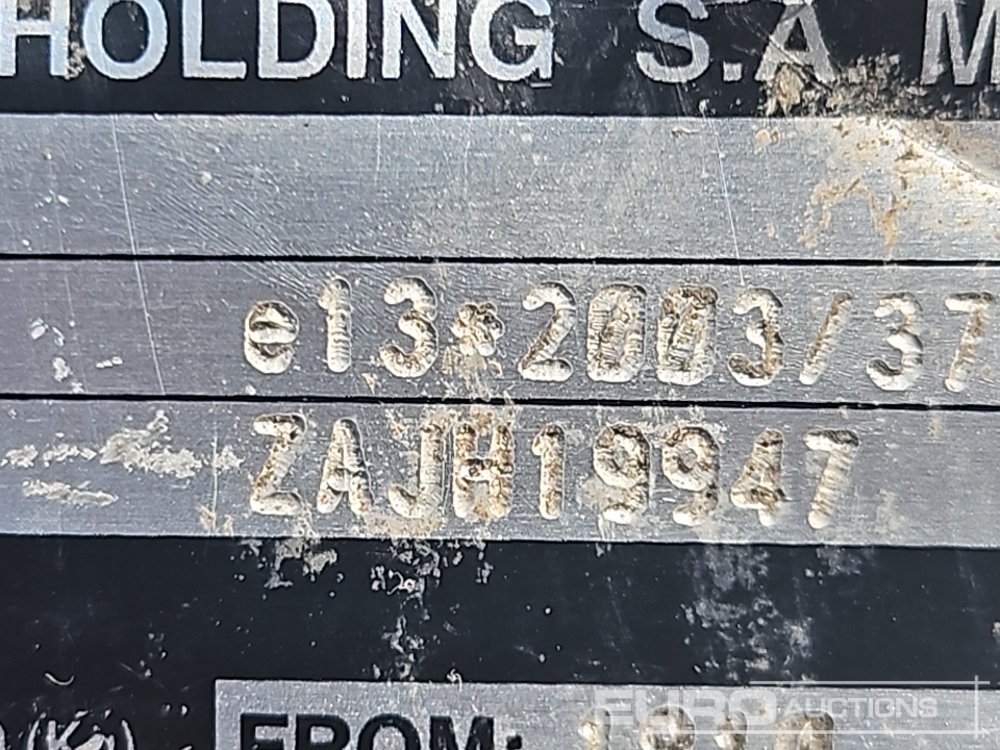 HOLDING S.A
e13*2003/37
ZAJH19947
FROM:
EURO AUCTIONS